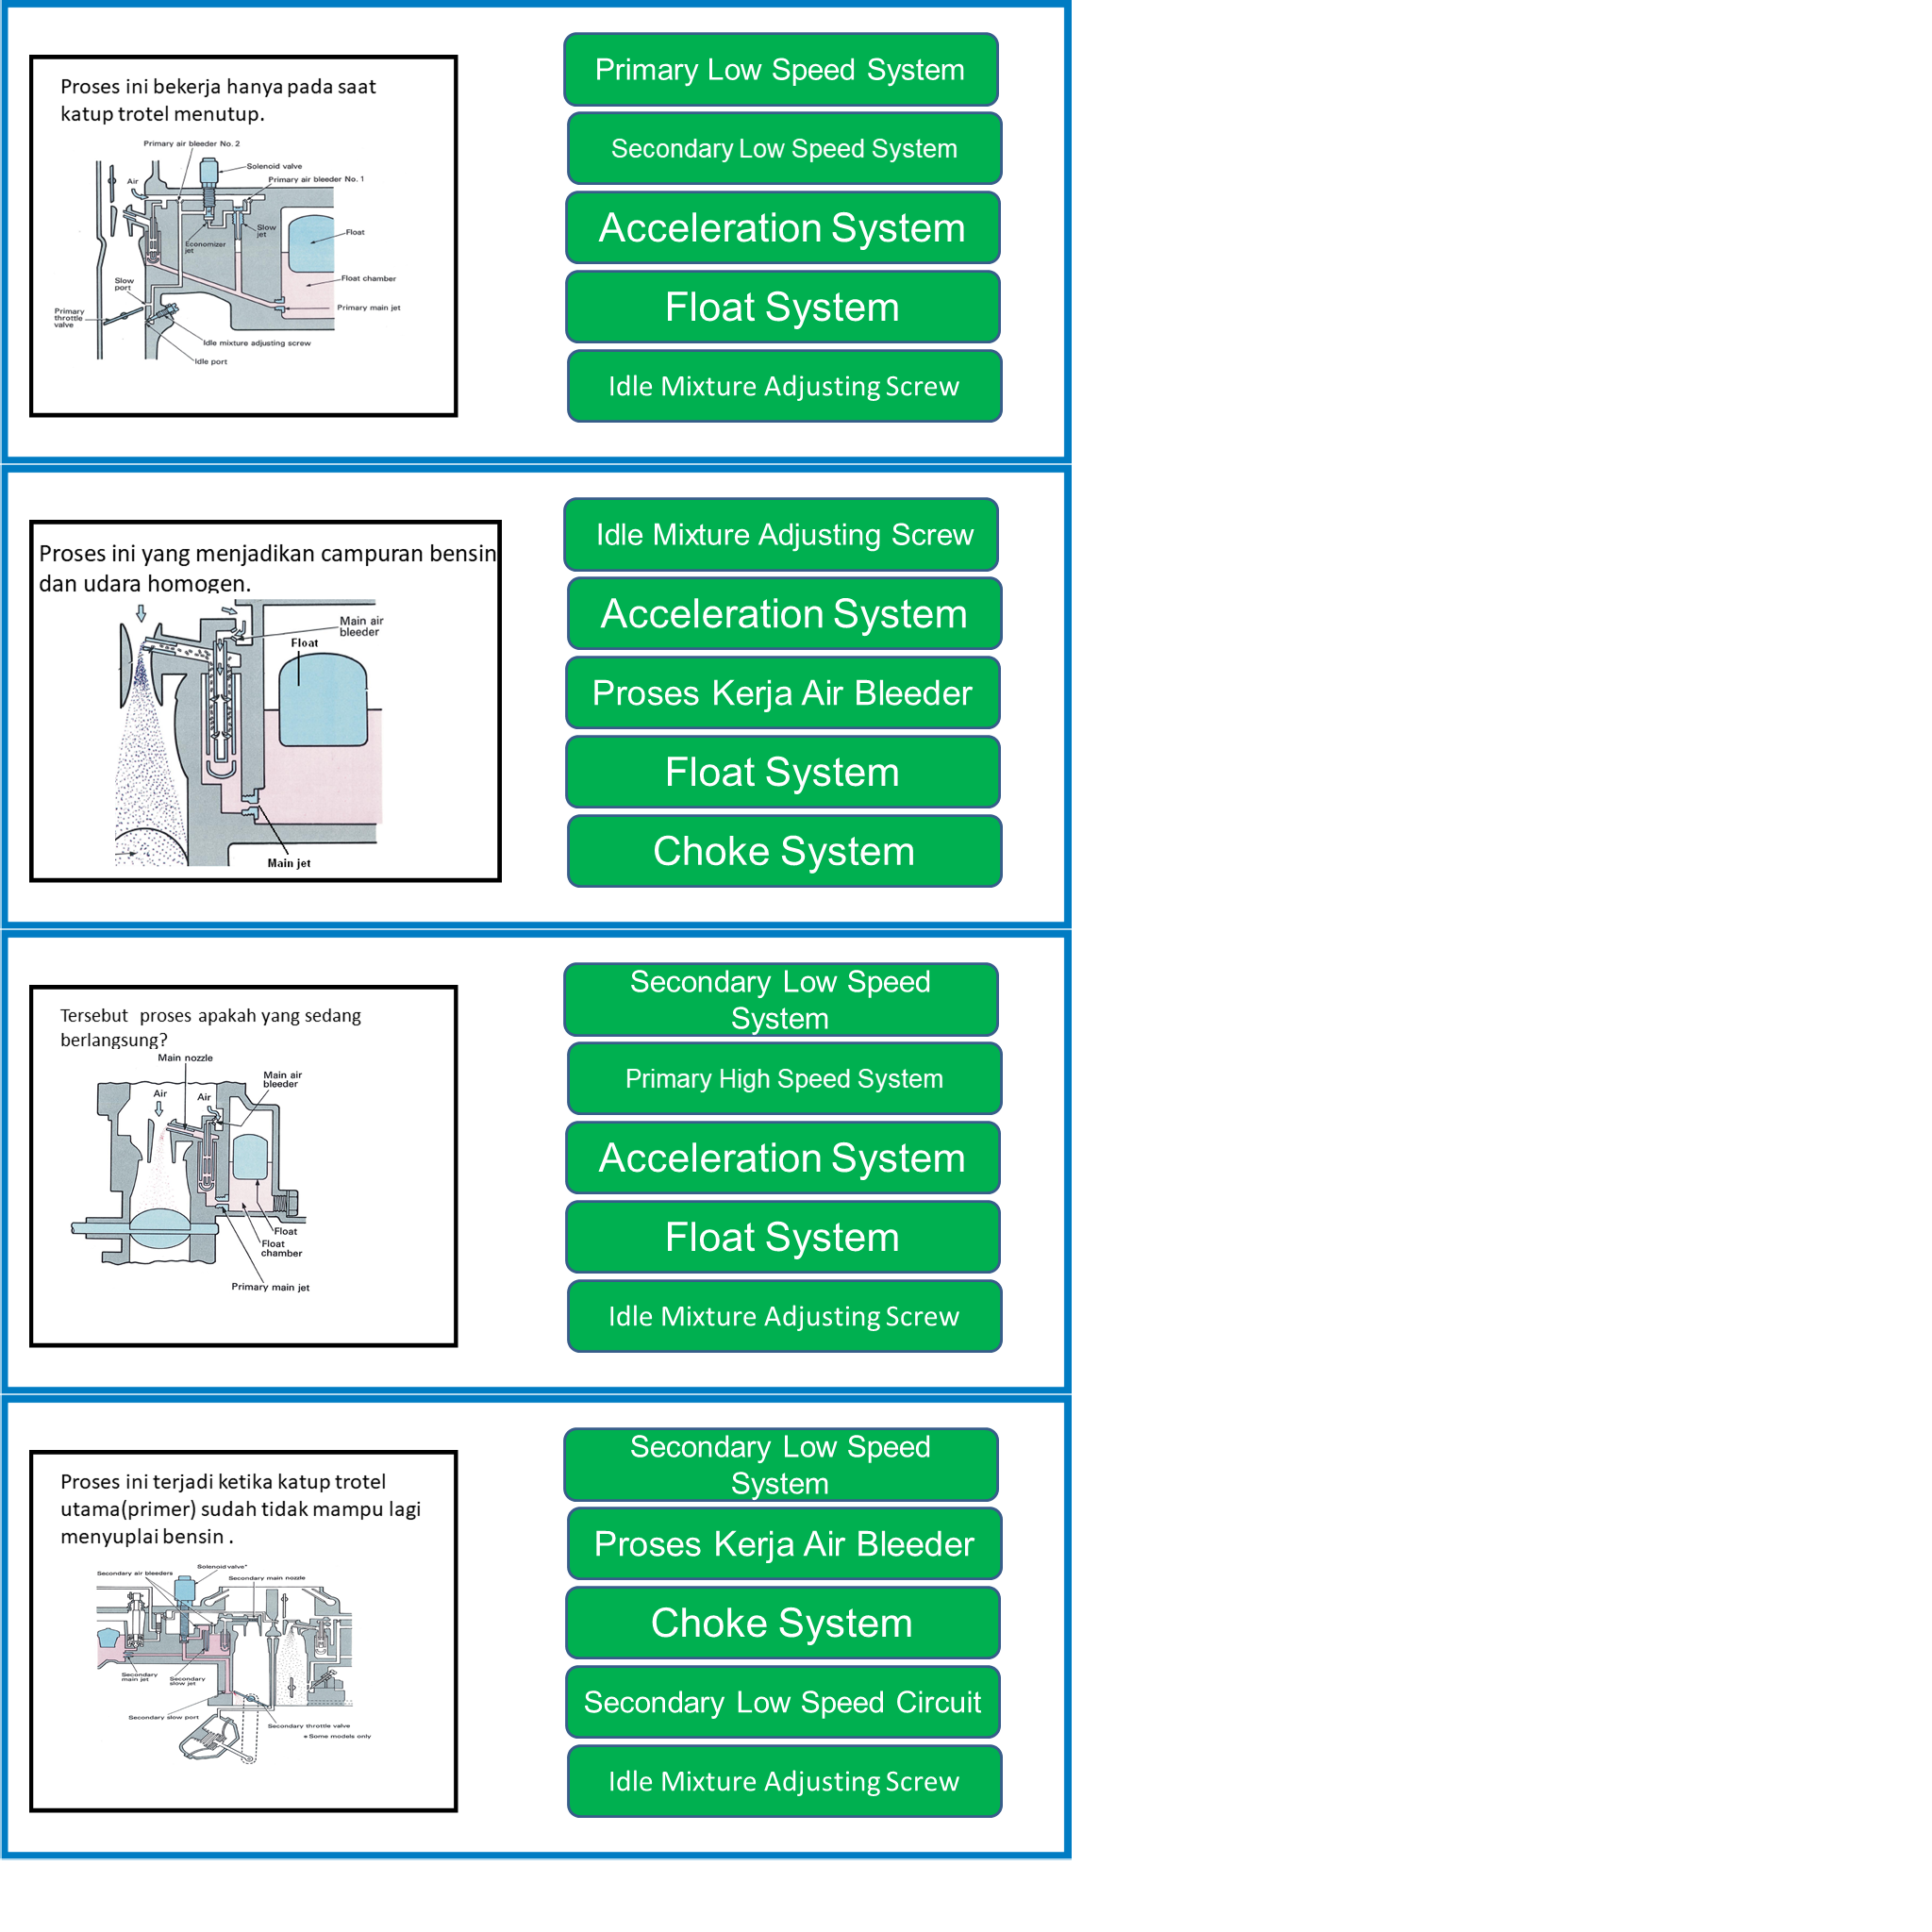 Proses ini bekerja hanya pada saat
katup trotel menutup.
Primary air bleeder No. 2
Solenoid valve
Primary air bleeder No. 1
Air
Slow
jet
Economizer
jet
Float
Float chamber
Slow
port
Primary
throttle
valve
Primary main jet
Idle mixture adjusting screw
Idle port
Primary Low Speed System
Secondary Low Speed System
Acceleration System
Float System
Idle Mixture Adjusting Screw
Proses ini yang menjadikan campuran bensin
dan udara homogen.
Main air
bleeder
Float
Main jet
Idle Mixture Adjusting Screw
Acceleration System
Proses Kerja Air Bleeder
Float System
Choke System
Tersebut proses apakah yang sedang
berlangsung?
Main nozzle
Main air
bleeder
Air
Air
Float
Float
chamber
Primary main jet
Secondary Low Speed
System
Primary High Speed System
Acceleration System
Float System
Idle Mixture Adjusting Screw
Proses ini terjadi ketika katup trotel
utama(primer) sudah tidak mampu lagi
menyuplai bensin .
Solenoid valve*
Secondary air bleeders
Secondary main nozzle
Secondary
main jet
Secondary
slow jet
Secondary slow port
Secondary throttle valve
* Some models only
Secondary Low Speed
System
Proses Kerja Air Bleeder
Choke System
Secondary Low Speed Circuit
Idle Mixture Adjusting Screw